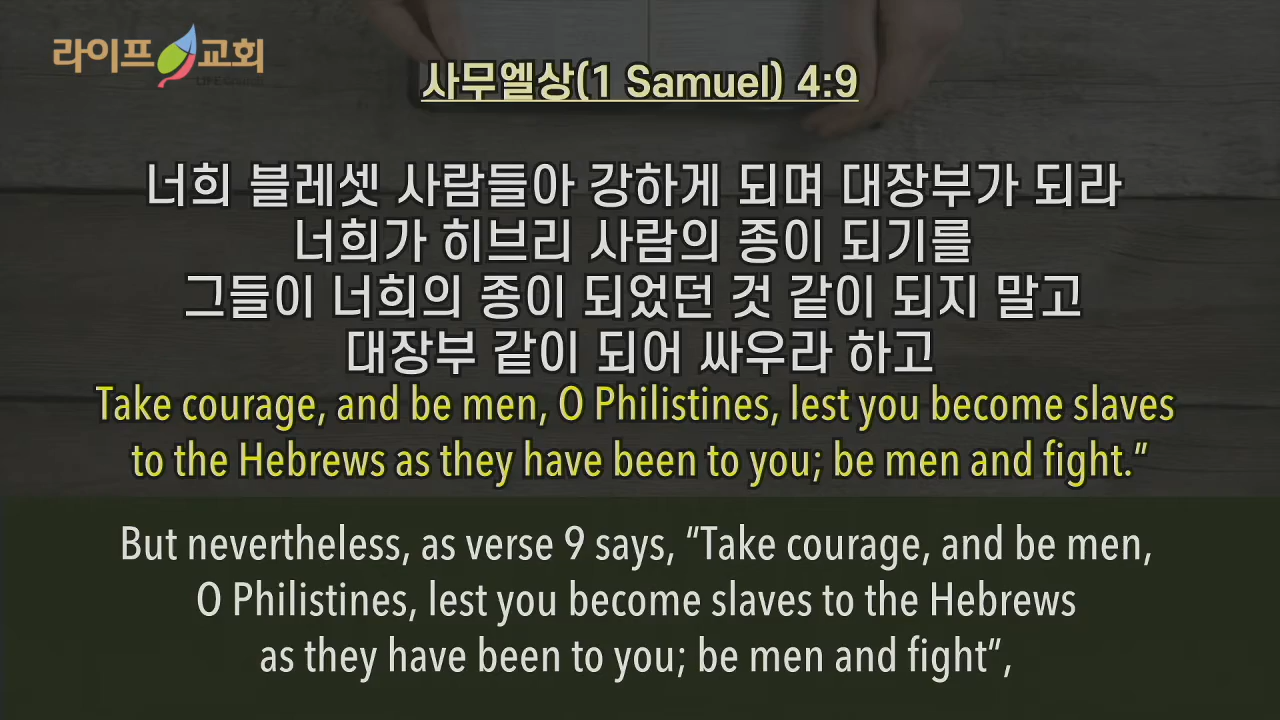 라이프 교회
LIFE Church
사무엘상(1 Samuel) 4:9
너희 블레셋 사람들아 강하게 되며 대장부가 되라
너희가 히브리 사람의 종이 되기를
그들이 너희의 종이 되었던 것 같이 되지 말고
대장부 같이 되어 싸우라 하고
Take courage, and be men, O Philistines, lest you become slaves
to the Hebrews as they have been to you; be men and fight.”
But nevertheless, as verse 9 says, “Take courage, and be men,
O Philistines, lest you become slaves to the Hebrews
as they have been to you; be men and fight”,